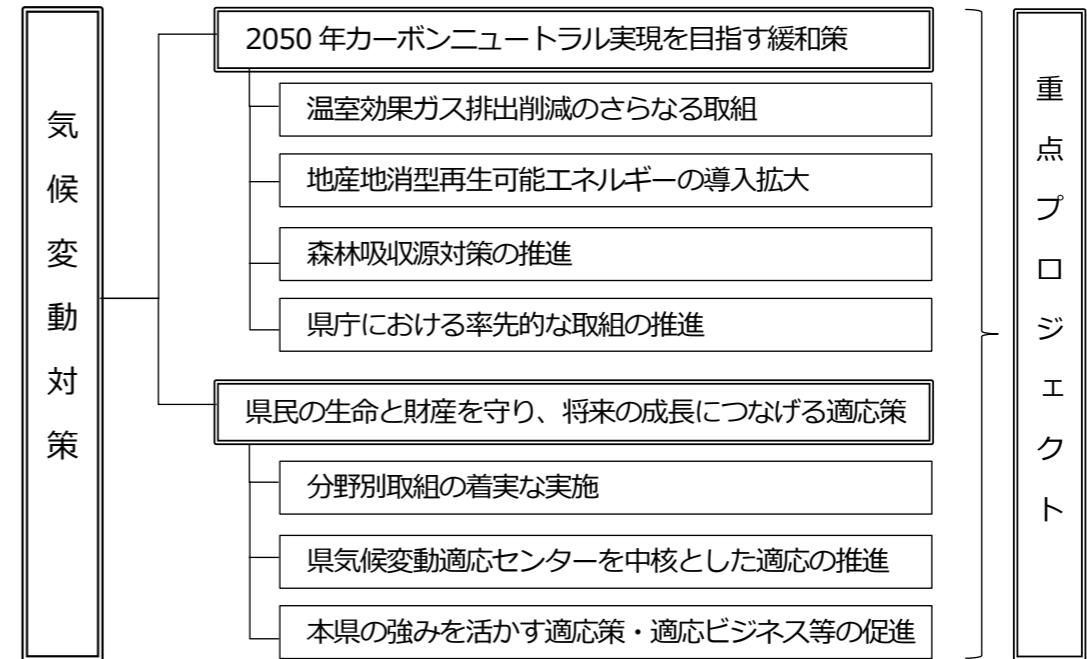 気候変動対策
2050 年カーボンニュートラル実現を目指す緩和策
温室効果ガス排出削減のさらなる取組
地産地消型再生可能エネルギーの導入拡大
森林吸収源対策の推進
県庁における率先的な取組の推進
県民の生命と財産を守り、将来の成長につなげる適応策
分野別取組の着実な実施
県気候変動適応センターを中核とした適応の推進
本県の強みを活かす適応策・適応ビジネス等の促進
重点プロジェクト